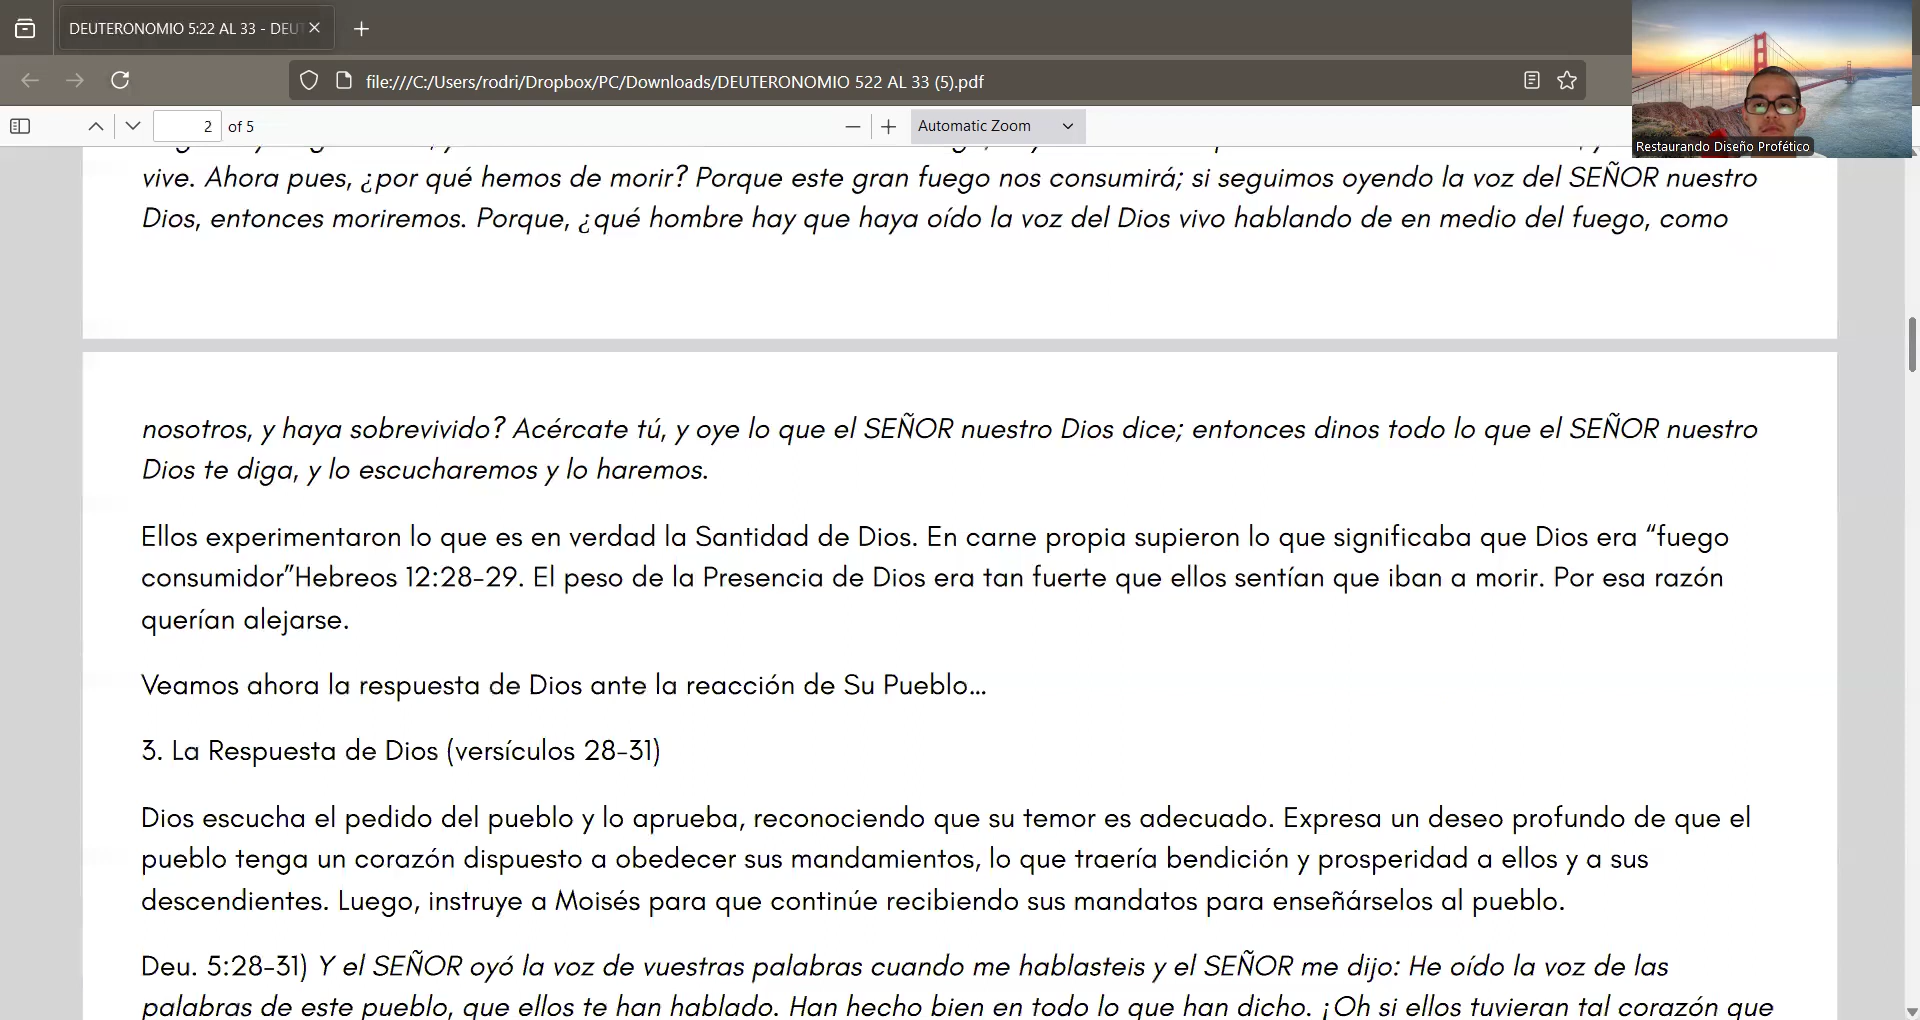 DEUTERONOMIO 5:22 AL 33 - DEUT
file:///C:/Users/rodri/Dropbox/PC/Downloads/DEUTERONOMIO 522 AL 33 (5).pdf
2 of 5
Automatic Zoom
Restaurando Diseño Profético
vive. Ahora pues, ¿por qué hemos de morir? Porque este gran fuego nos consumirá; si seguimos oyendo la voz del SEÑOR nuestro
Dios, entonces moriremos. Porque, ¿qué hombre hay que haya oído la voz del Dios vivo hablando de en medio del fuego, como
nosotros, y haya sobrevivido? Acércate tú, y oye lo que el SEÑOR nuestro Dios dice; entonces dinos todo lo que el SEÑOR nuestro
Dios te diga, y lo escucharemos y lo haremos.
Ellos experimentaron lo que es en verdad la Santidad de Dios. En carne propia supieron lo que significaba que Dios era “fuego
consumidor”Hebreos 12:28-29. El peso de la Presencia de Dios era tan fuerte que ellos sentían que iban a morir. Por esa razón
querían alejarse.
Veamos ahora la respuesta de Dios ante la reacción de Su Pueblo...
3. La Respuesta de Dios (versículos 28-31)
Dios escucha el pedido del pueblo y lo aprueba, reconociendo que su temor es adecuado. Expresa un deseo profundo de que el
pueblo tenga un corazón dispuesto a obedecer sus mandamientos, lo que traería bendición y prosperidad a ellos y a sus
descendientes. Luego, instruye a Moisés para que continúe recibiendo sus mandatos para enseñárselos al pueblo.
Deu. 5:28-31) Y el SEÑOR oyó la voz de vuestras palabras cuando me hablasteis y el SEÑOR me dijo: He oído la voz de las
palabras de este pueblo, que ellos te han hablado. Han hecho bien en todo lo que han dicho. ¡Oh si ellos tuvieran tal corazón que